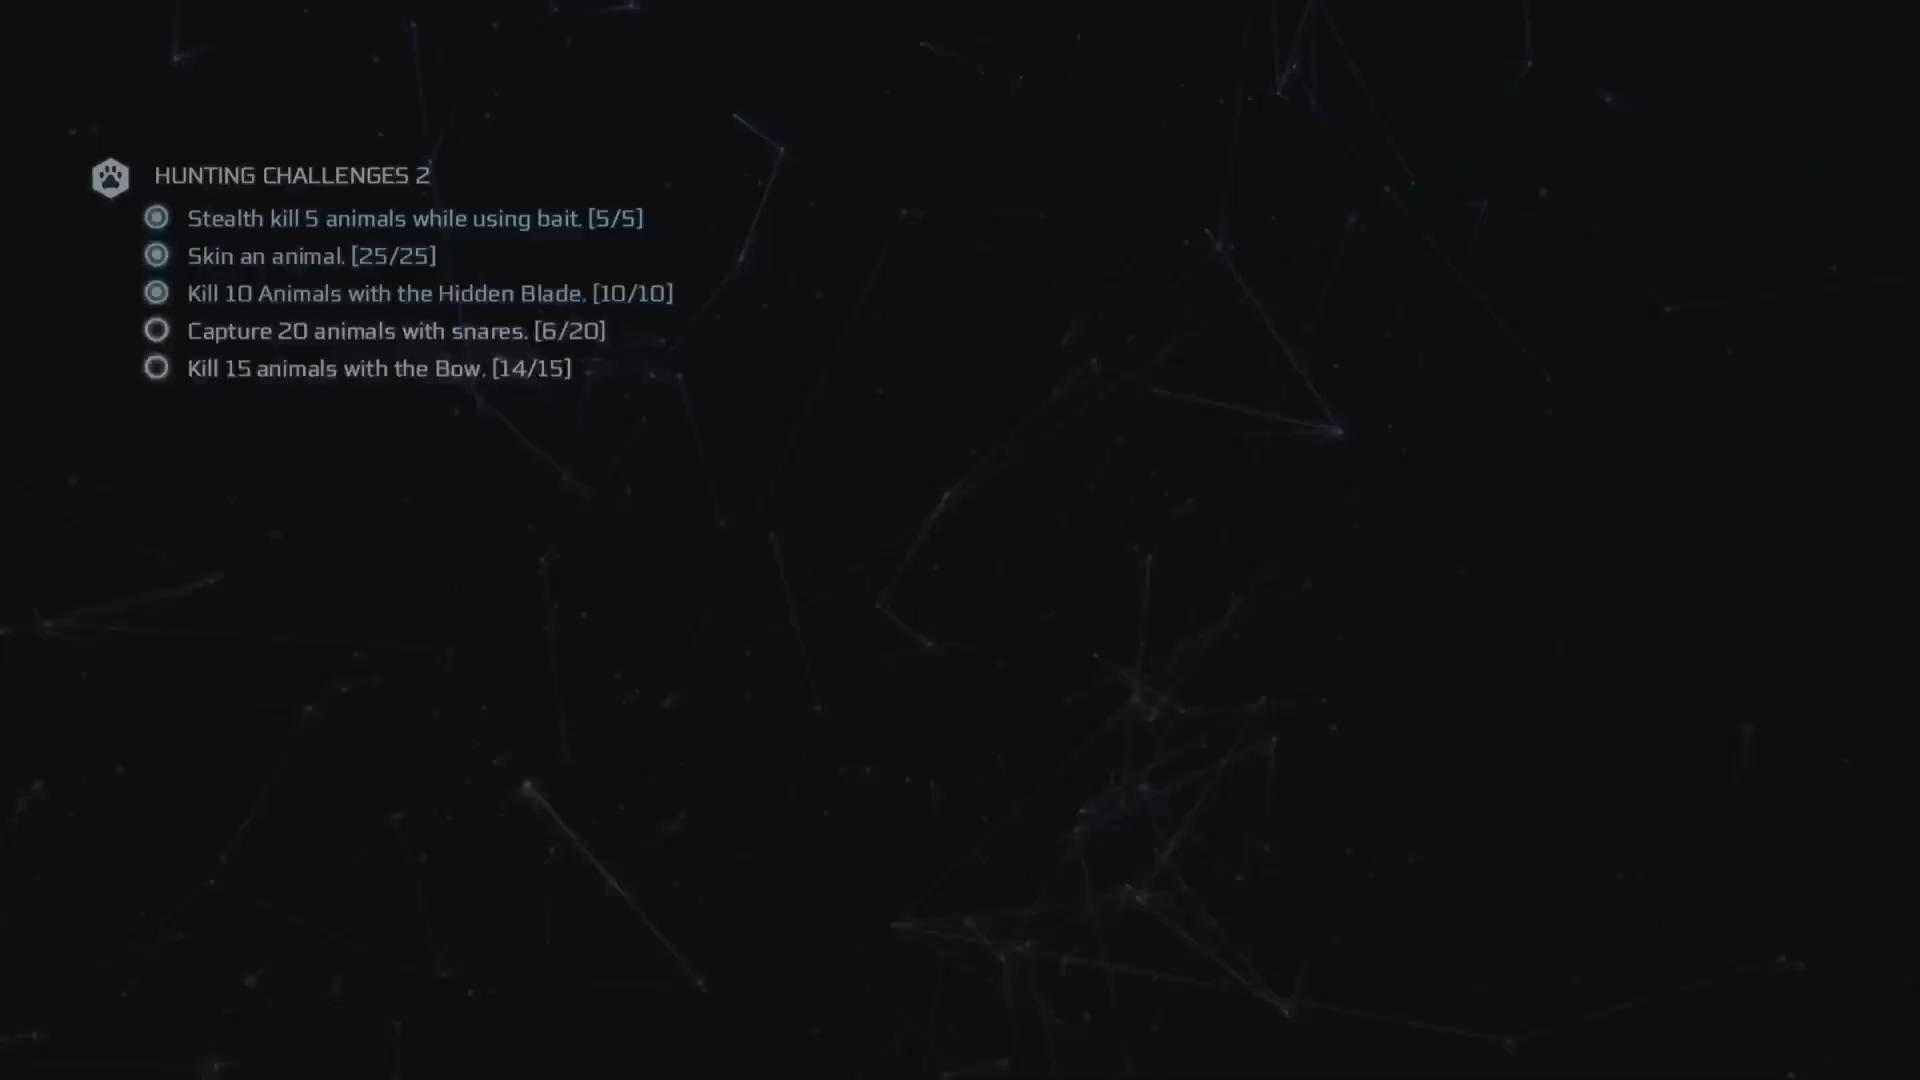 HUNTING CHALLENGES 2
Stealth kill 5 animals while using bait. [5/5]
Skin an animal. [25/25]
Kill 10 Animals with the Hidden Blade. [10/10]
Capture 20 animals with snares. [6/20]
Kill 15 animals with the Bow. [14/15]